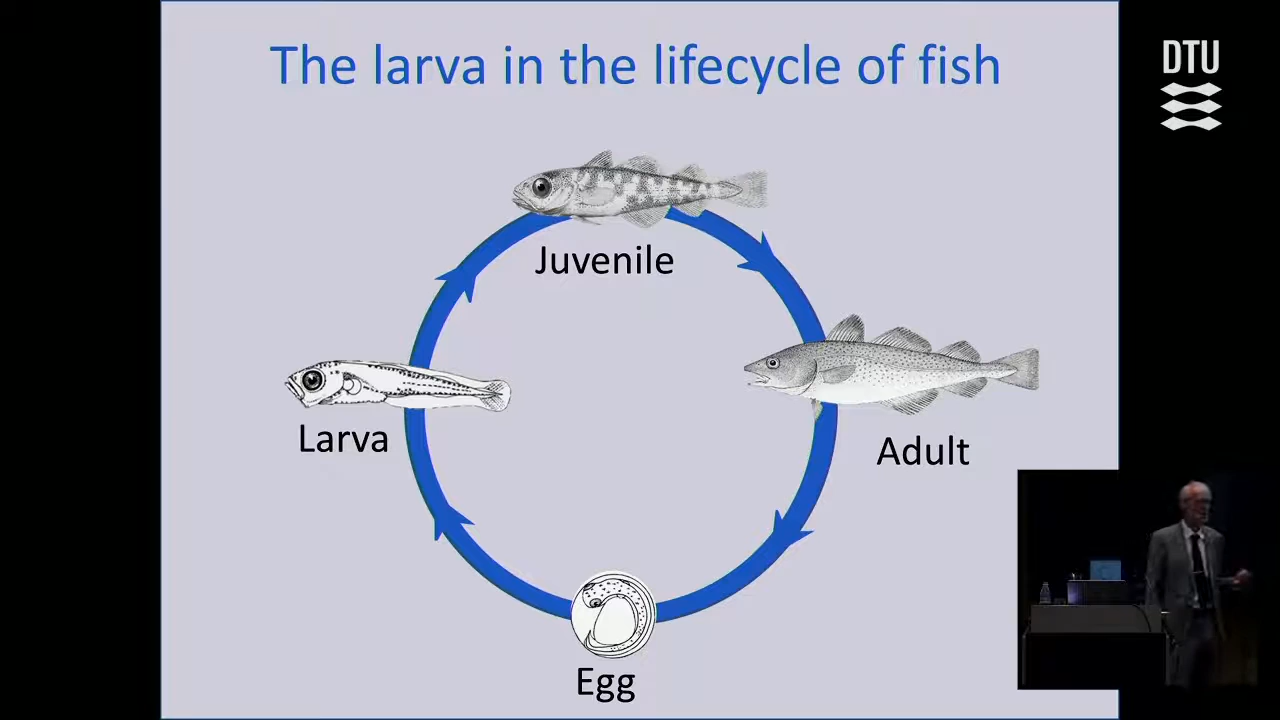 The larva in the lifecycle of fish
DTU
Juvenile
Larva
Adult
Egg